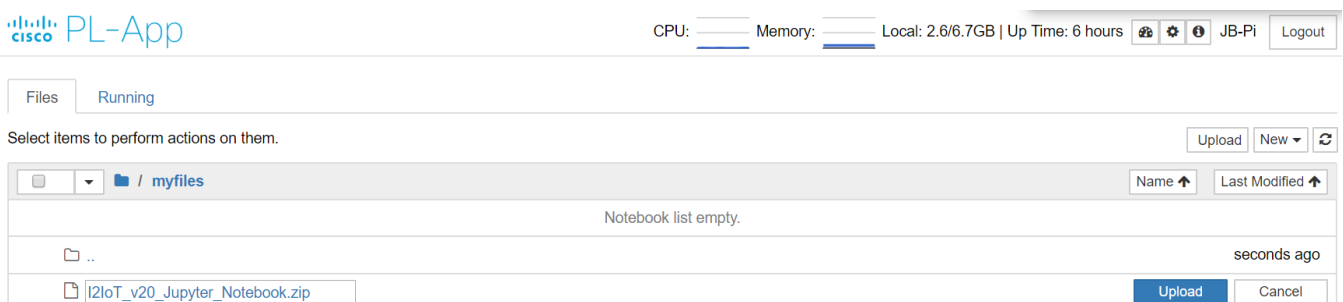 cisco PL-App CPU: Memory: Local: 2.6/6.7GB | Up Time: 6 hours JB-Pi Logout
Files Running
Select items to perform actions on them. Upload New
/ myfiles Name Last Modified
Notebook list empty.
.. seconds ago
I2IoT_v20_Jupyter_Notebook.zip Upload Cancel